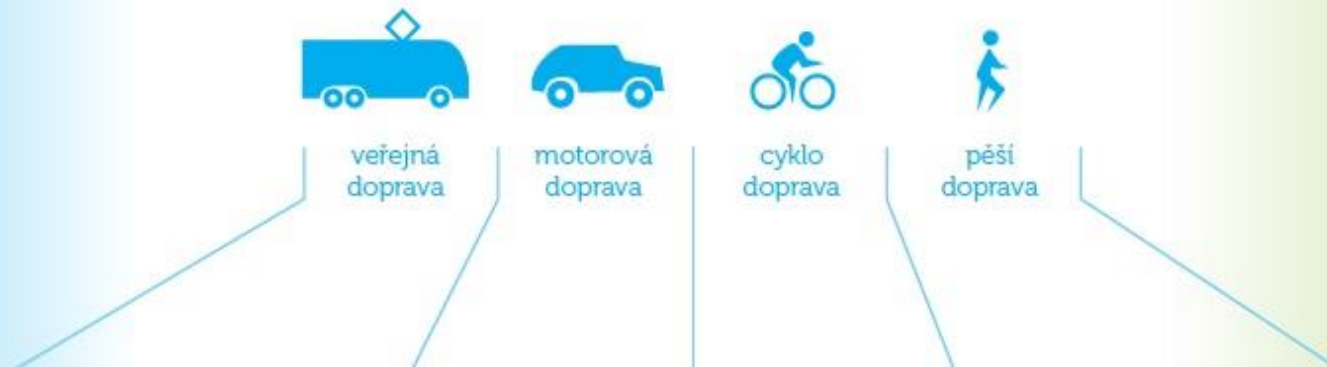 veřejná
doprava
motorová
doprava
cyklo
doprava
pěší
doprava